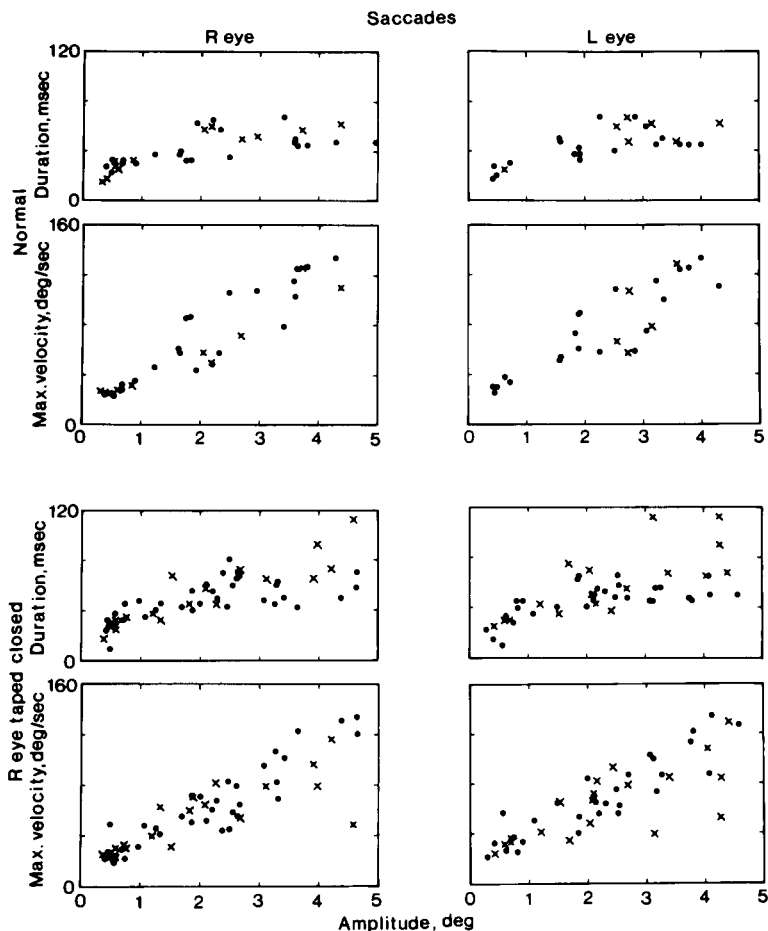 Saccades
R eye
L eye
Normal
Duration, msec
120
0
Max. velocity, deg/sec
160
0
0 1 2 3 4 5
0 1 2 3 4 5
R eye taped closed
Duration, msec
120
0
Max. velocity, deg/sec
160
0
0 1 2 3 4 5
0 1 2 3 4 5
Amplitude, deg